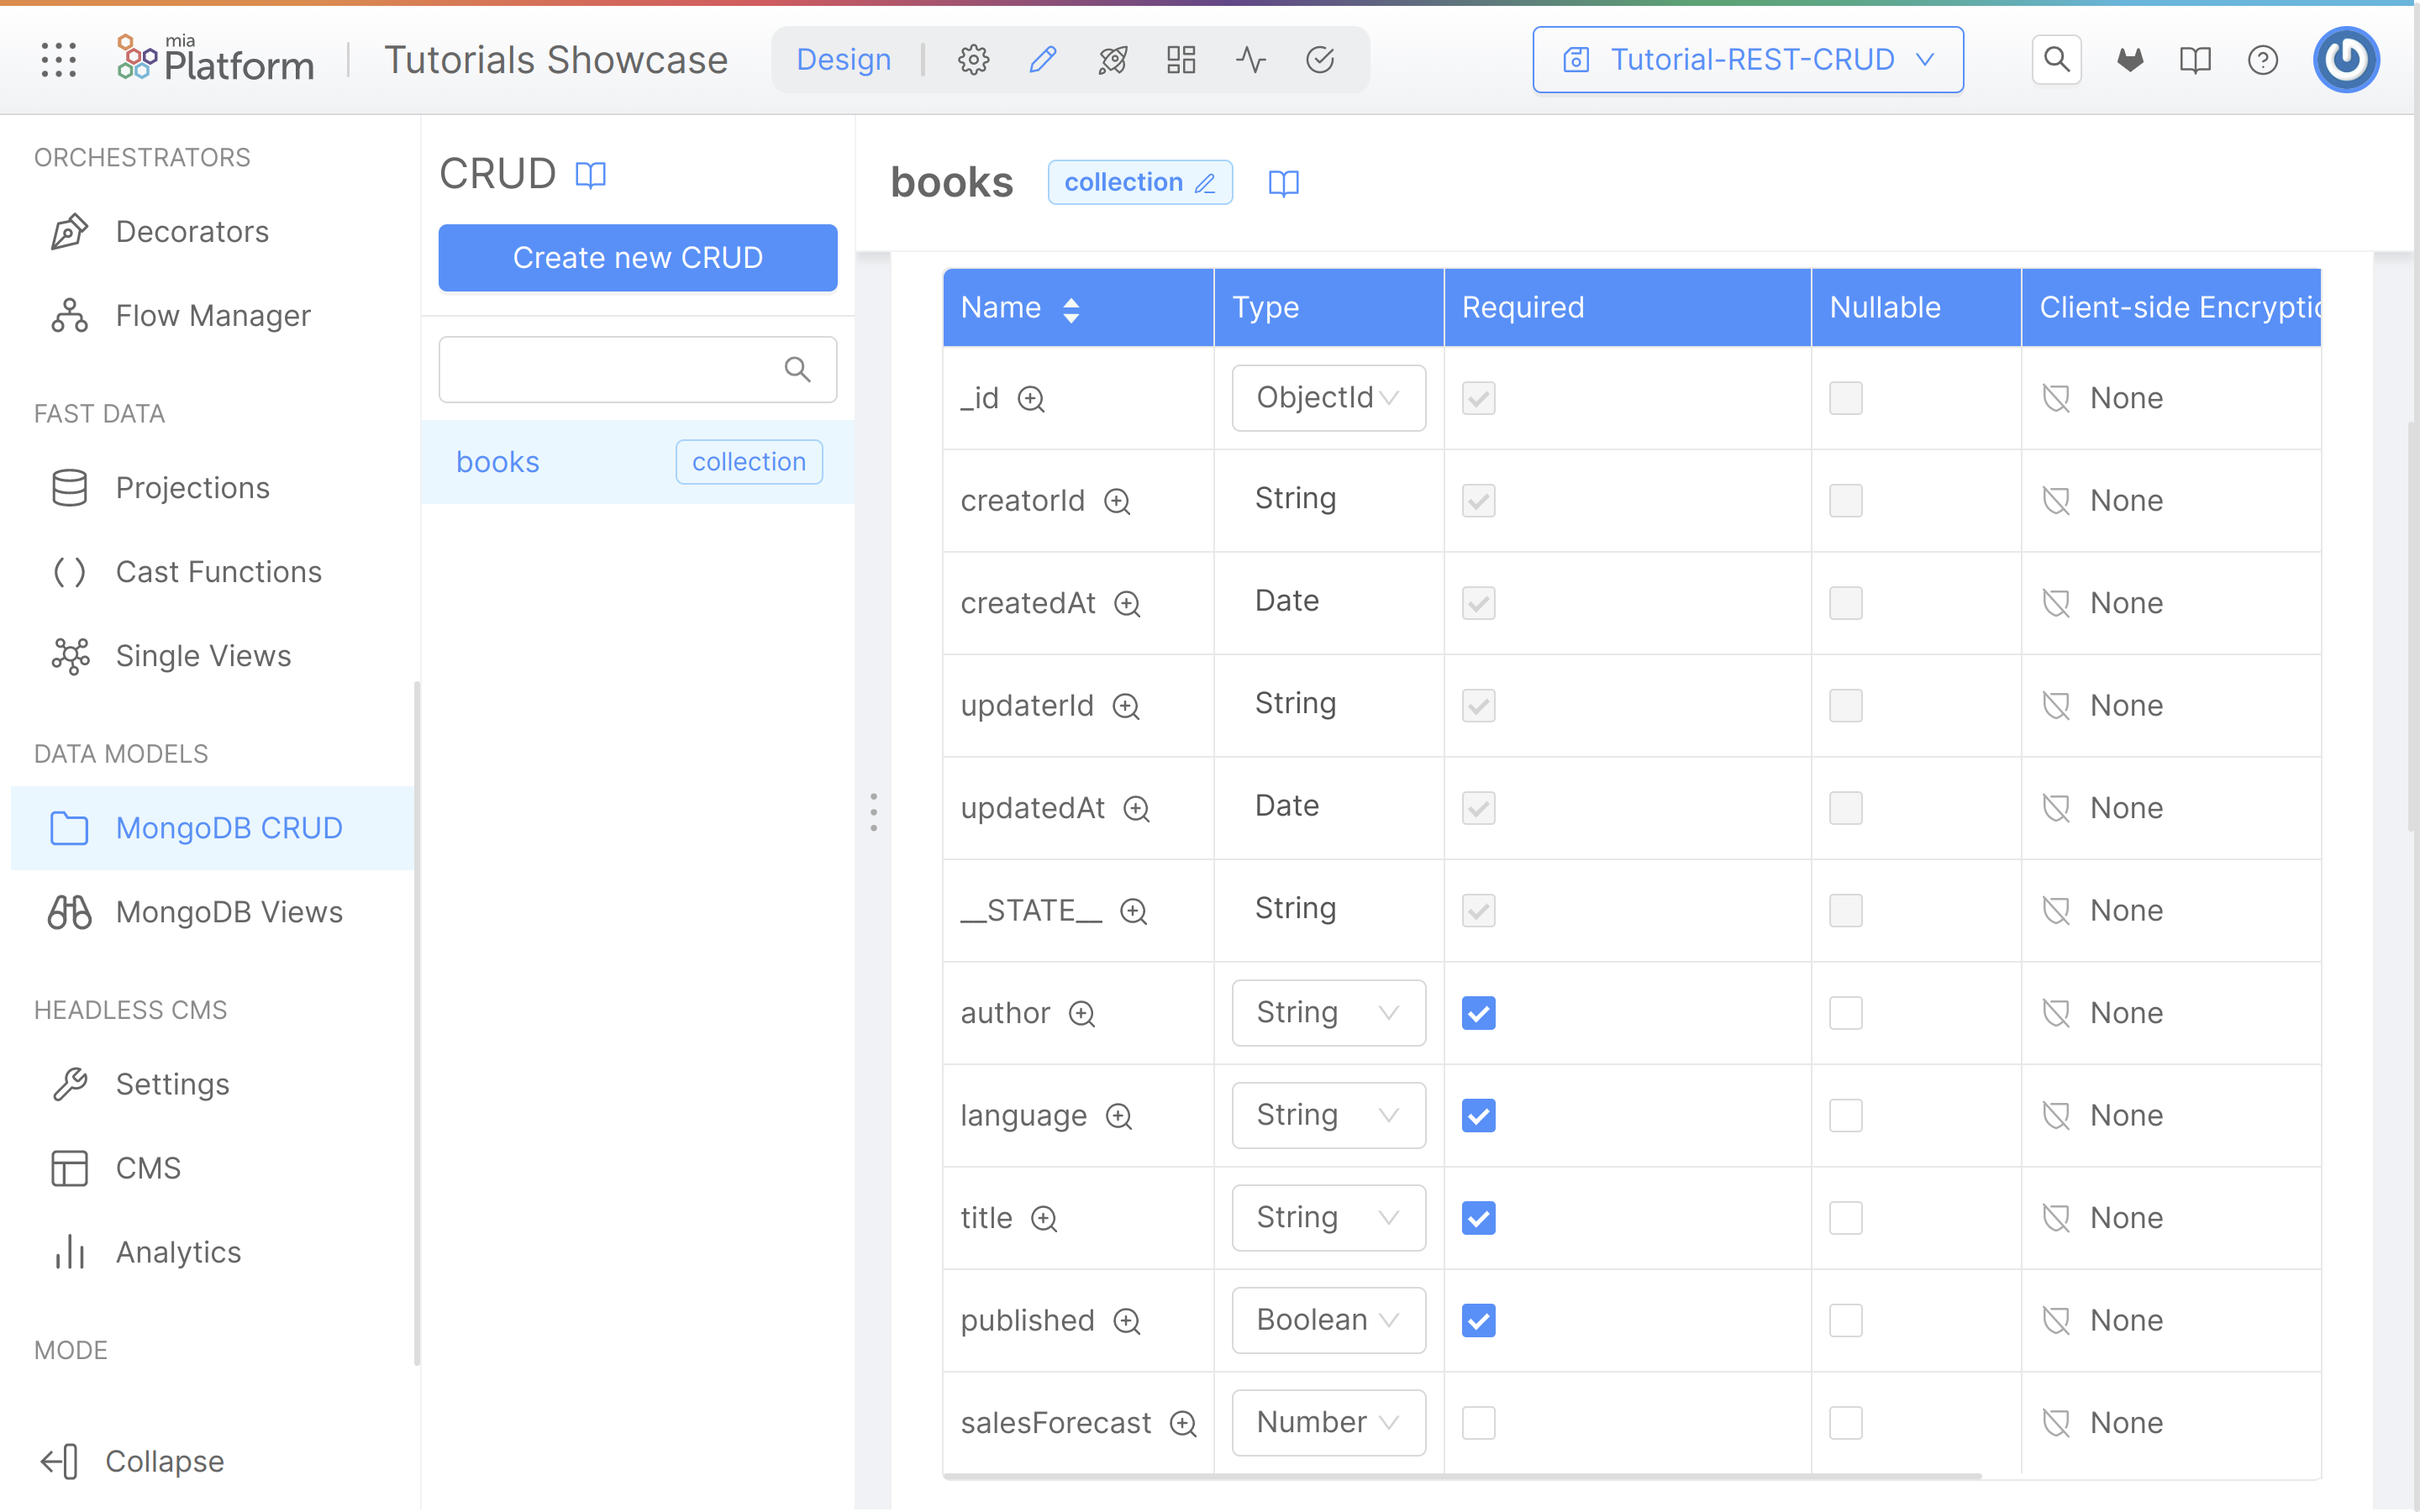 mia
Platform
Tutorials Showcase
Design
Tutorial-REST-CRUD
ORCHESTRATORS
Decorators
Flow Manager
FAST DATA
Projections
Cast Functions
Single Views
DATA MODELS
MongoDB CRUD
MongoDB Views
HEADLESS CMS
Settings
CMS
Analytics
MODE
Collapse
CRUD
Create new CRUD
books collection
books collection
Name Type Required Nullable Client-side Encryptio
_id ObjectId None
creatorId String None
createdAt Date None
updaterId String None
updatedAt Date None
__STATE__ String None
author String None
language String None
title String None
published Boolean None
salesForecast Number None